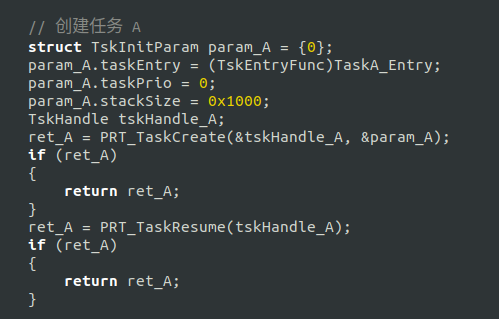 // 创建任务 A
struct TskInitParam param_A = {0};
param_A.taskEntry = (TskEntryFunc)TaskA_Entry;
param_A.taskPrio = 0;
param_A.stackSize = 0x1000;
TskHandle tskHandle_A;
ret_A = PRT_TaskCreate(&tskHandle_A, &param_A);
if (ret_A)
{
    return ret_A;
}
ret_A = PRT_TaskResume(tskHandle_A);
if (ret_A)
{
    return ret_A;
}